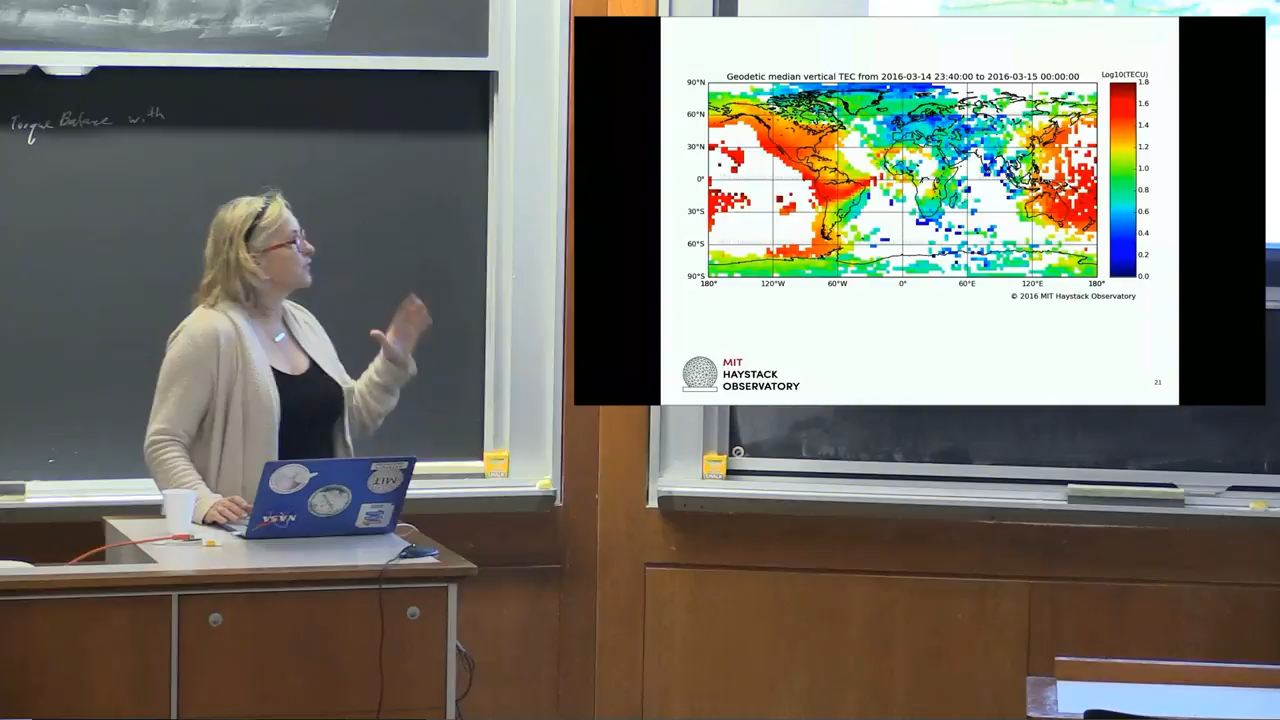 Torque Balance with
Geodetic median vertical TEC from 2016-03-14 23:40:00 to 2016-03-15 00:00:00
Log10(TECU)
90°N
60°N
30°N
0°
30°S
60°S
90°S
180°
120°W
60°W
0°
60°E
120°E
180°
1.8
1.6
1.4
1.2
1.0
0.8
0.6
0.4
0.2
0.0
© 2016 MIT Haystack Observatory
MIT
HAYSTACK
OBSERVATORY
21
MIT
NASA